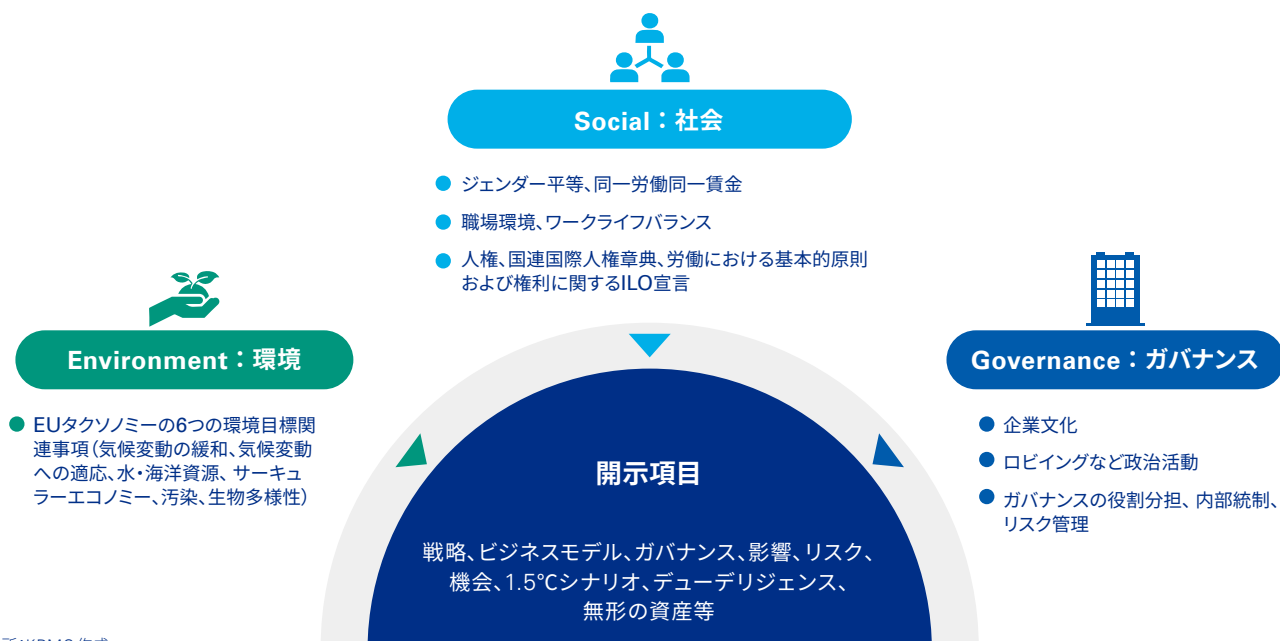 Social：社会
● ジェンダー平等、同一労働同一賃金
● 職場環境、ワークライフバランス
● 人権、国連国際人権章典、労働における基本的原則
および権利に関するILO宣言
Environment：環境
● EUタクソノミーの6つの環境目標関
連事項（気候変動の緩和、気候変動
への適応、水・海洋資源、サーキュ
ラーエコノミー、汚染、生物多様性）
Governance：ガバナンス
● 企業文化
● ロビイングなど政治活動
● ガバナンスの役割分担、内部統制、
リスク管理
開示項目
戦略、ビジネスモデル、ガバナンス、影響、リスク、
機会、1.5℃シナリオ、デューデリジェンス、
無形の資産等